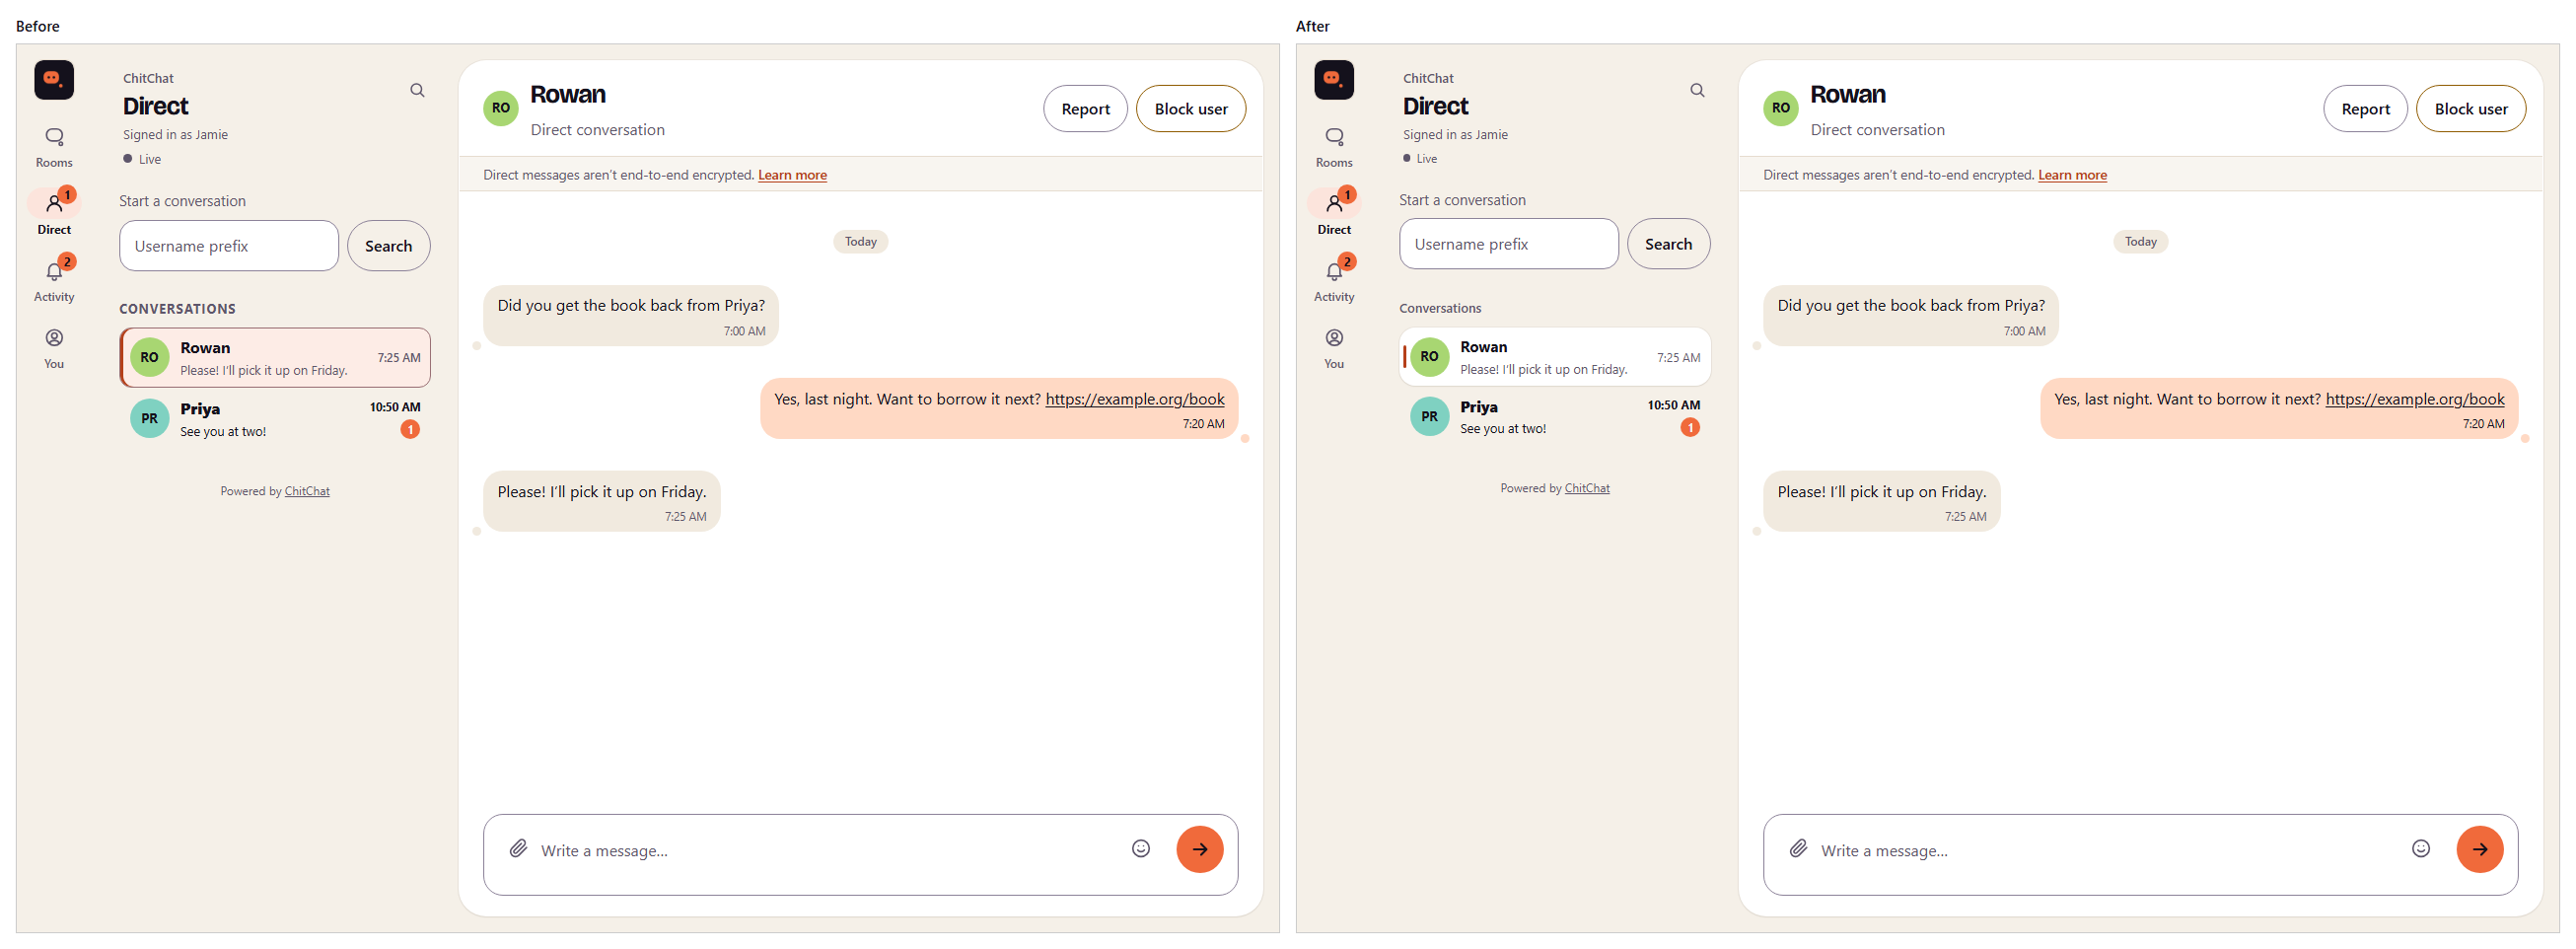 Before
ChitChat
Direct
Signed in as Jamie
Live
Rooms
1
Direct
2
Activity
You
Start a conversation
Username prefix
Search
CONVERSATIONS
RO
Rowan
7:25 AM
Please! I'll pick it up on Friday.
PR
Priya
10:50 AM
See you at two!
1
Powered by ChitChat
RO
Rowan
Direct conversation
Report
Block user
Direct messages aren't end-to-end encrypted. Learn more
Today
Did you get the book back from Priya?
7:00 AM
Yes, last night. Want to borrow it next? https://example.org/book
7:20 AM
Please! I'll pick it up on Friday.
7:25 AM
Write a message...
After
ChitChat
Direct
Signed in as Jamie
Live
Rooms
1
Direct
2
Activity
You
Start a conversation
Username prefix
Search
Conversations
RO
Rowan
7:25 AM
Please! I'll pick it up on Friday.
PR
Priya
10:50 AM
See you at two!
1
Powered by ChitChat
RO
Rowan
Direct conversation
Report
Block user
Direct messages aren't end-to-end encrypted. Learn more
Today
Did you get the book back from Priya?
7:00 AM
Yes, last night. Want to borrow it next? https://example.org/book
7:20 AM
Please! I'll pick it up on Friday.
7:25 AM
Write a message...